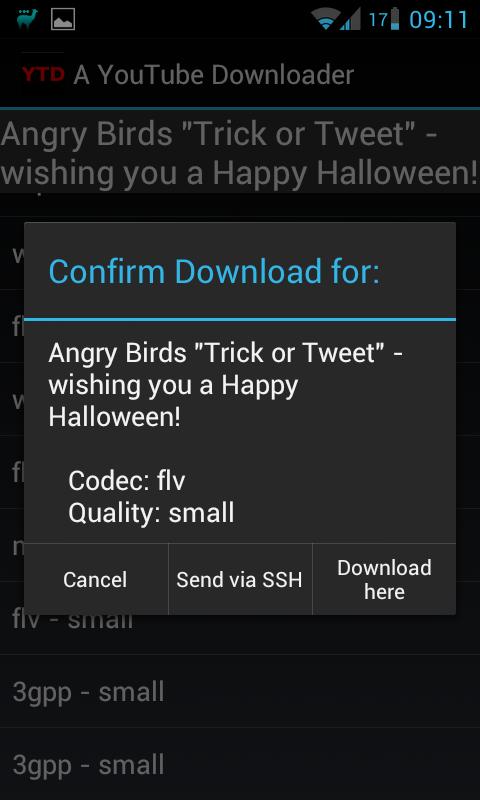 17 09:11
YTD A YouTube Downloader
Angry Birds "Trick or Tweet" -
wishing you a Happy Halloween!
Confirm Download for:
Angry Birds "Trick or Tweet" -
wishing you a Happy
Halloween!
Codec: flv
Quality: small
Cancel
Send via SSH
Download
here
flv - small
3gpp - small
3gpp - small